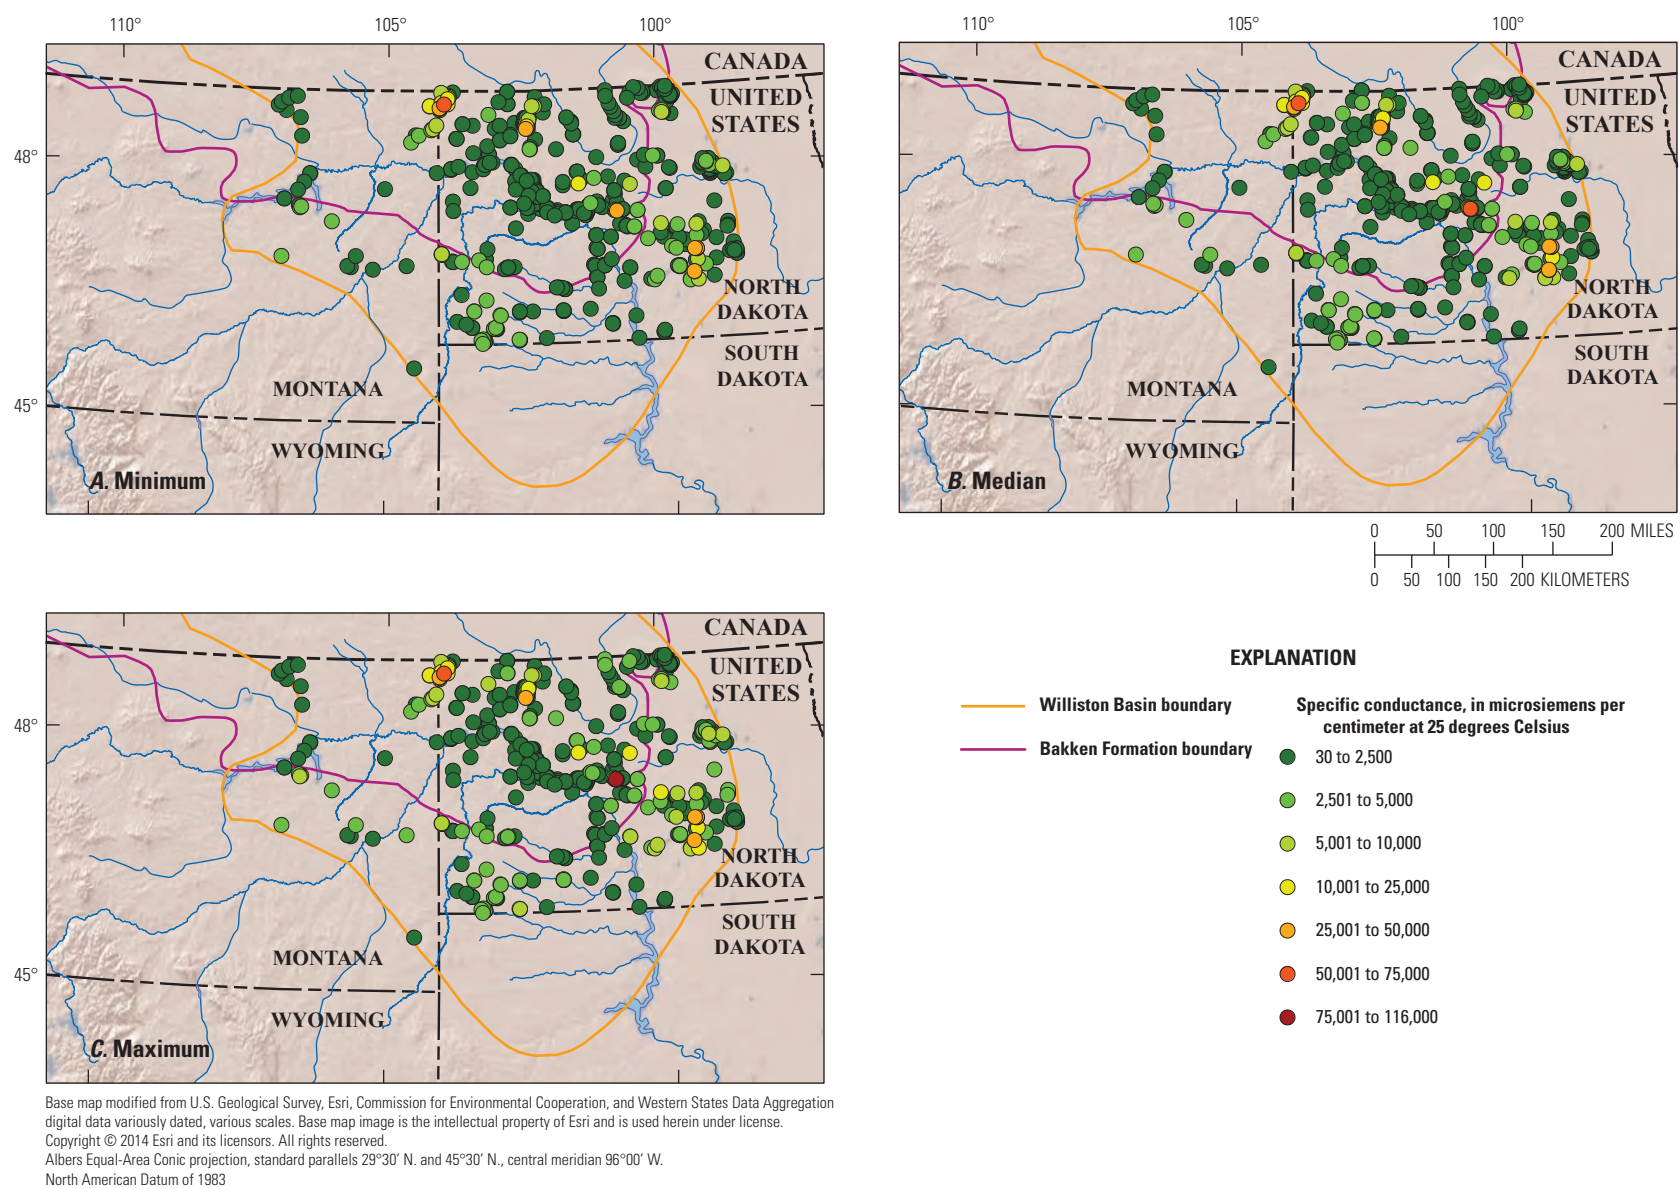 110°
105°
100°
CANADA
UNITED
STATES
48°
NORTH
DAKOTA
SOUTH
DAKOTA
MONTANA
45°
WYOMING
A. Minimum
110°
105°
100°
CANADA
UNITED
STATES
NORTH
DAKOTA
SOUTH
DAKOTA
MONTANA
WYOMING
B. Median
0 50 100 150 200 MILES
0 50 100 150 200 KILOMETERS
CANADA
UNITED
STATES
48°
NORTH
DAKOTA
SOUTH
DAKOTA
MONTANA
45°
WYOMING
C. Maximum
EXPLANATION
Williston Basin boundary
Bakken Formation boundary
Specific conductance, in microsiemens per
centimeter at 25 degrees Celsius
30 to 2,500
2,501 to 5,000
5,001 to 10,000
10,001 to 25,000
25,001 to 50,000
50,001 to 75,000
75,001 to 116,000
Base map modified from U.S. Geological Survey, Esri, Commission for Environmental Cooperation, and Western States Data Aggregation
digital data variously dated, various scales. Base map image is the intellectual property of Esri and is used herein under license.
Copyright © 2014 Esri and its licensors. All rights reserved.
Albers Equal-Area Conic projection, standard parallels 29°30′ N. and 45°30′ N., central meridian 96°00′ W.
North American Datum of 1983